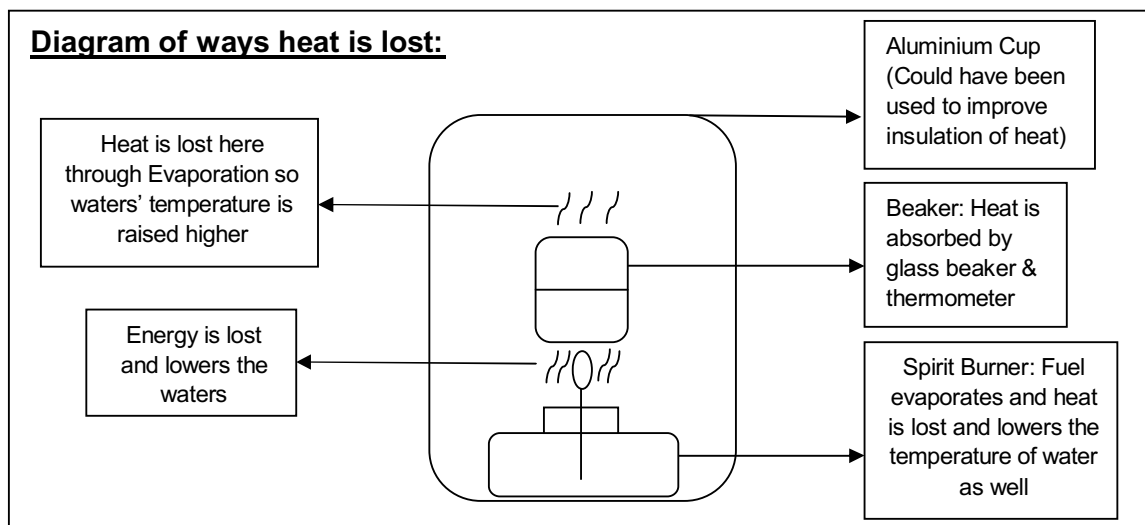 Diagram of ways heat is lost:
Aluminium Cup
(Could have been
used to improve
insulation of heat)
Heat is lost here
through Evaporation so
waters’ temperature is
raised higher
Beaker: Heat is
absorbed by
glass beaker &
thermometer
Energy is lost
and lowers the
waters
Spirit Burner: Fuel
evaporates and heat
is lost and lowers the
temperature of water
as well